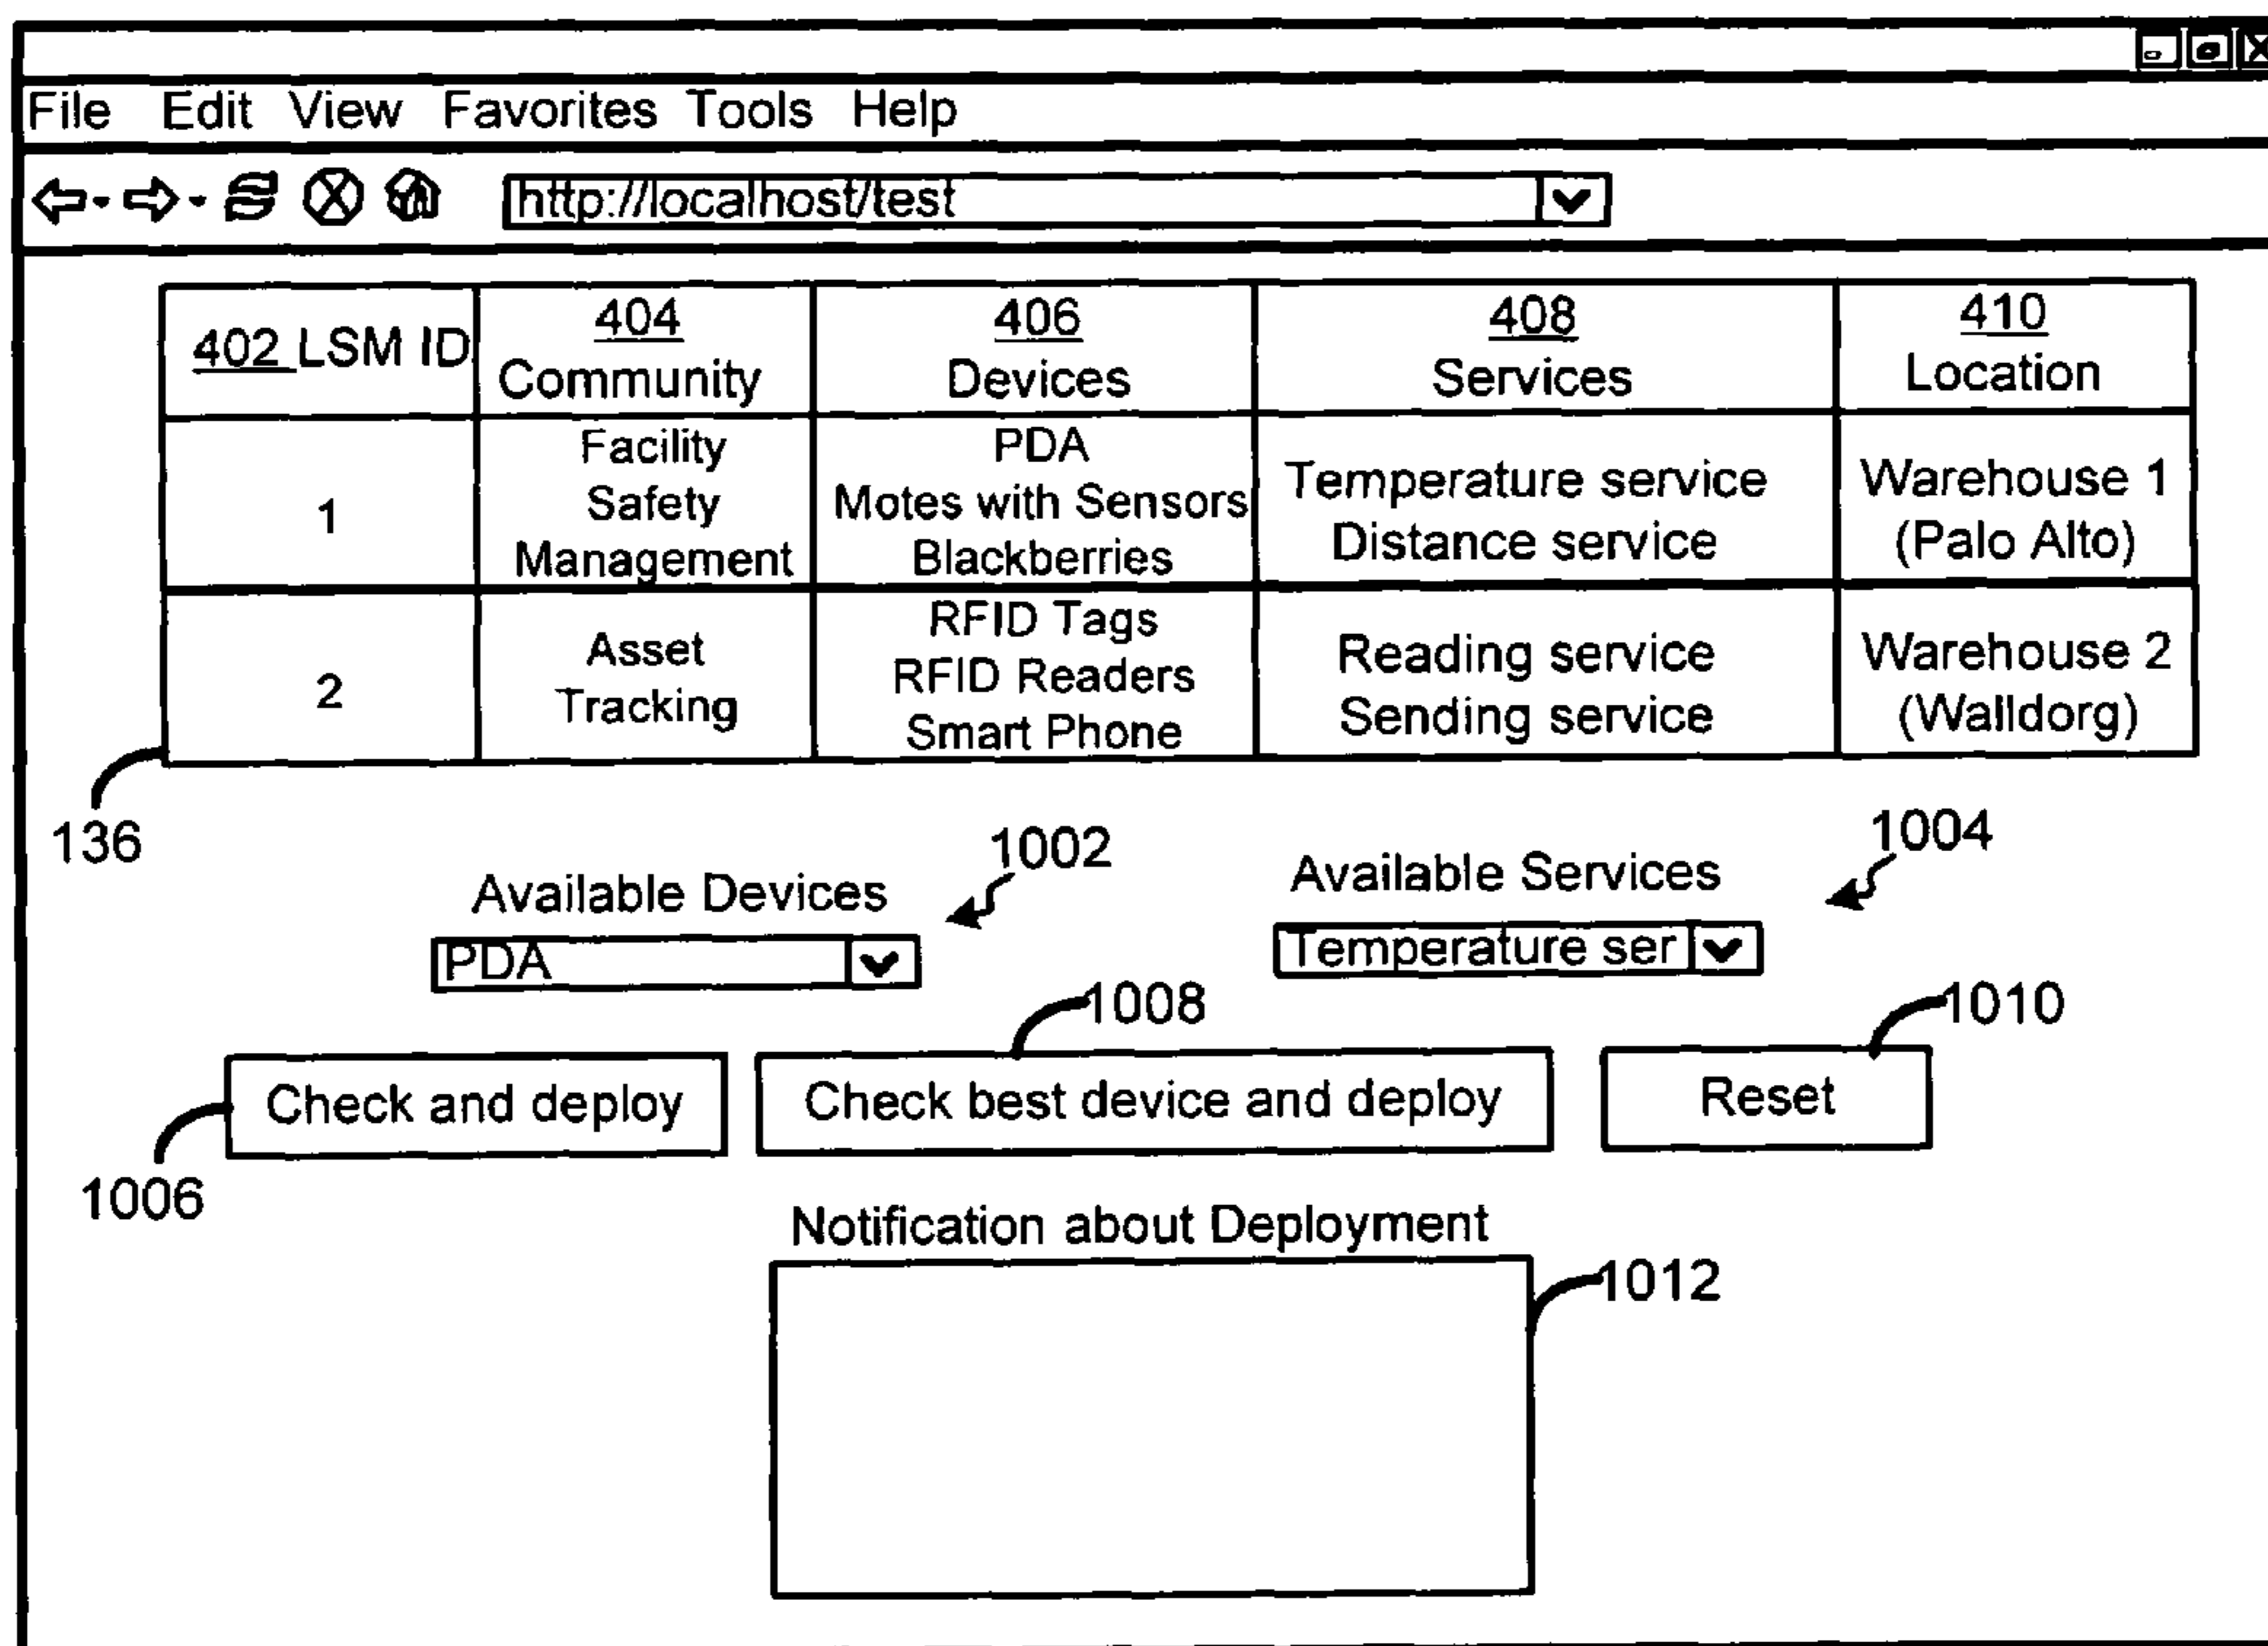 File Edit View Favorites Tools Help
http://localhost/test
402 LSM ID
404
Community
406
Devices
408
Services
410
Location
1
Facility
Safety
Management
PDA
Motes with Sensors
Blackberries
Temperature service
Distance service
Warehouse 1
(Palo Alto)
2
Asset
Tracking
RFID Tags
RFID Readers
Smart Phone
Reading service
Sending service
Warehouse 2
(Walldorg)
136
Available Devices
1002
Available Services
1004
PDA
Temperature ser
1008
1010
Check and deploy
Check best device and deploy
Reset
1006
Notification about Deployment
1012